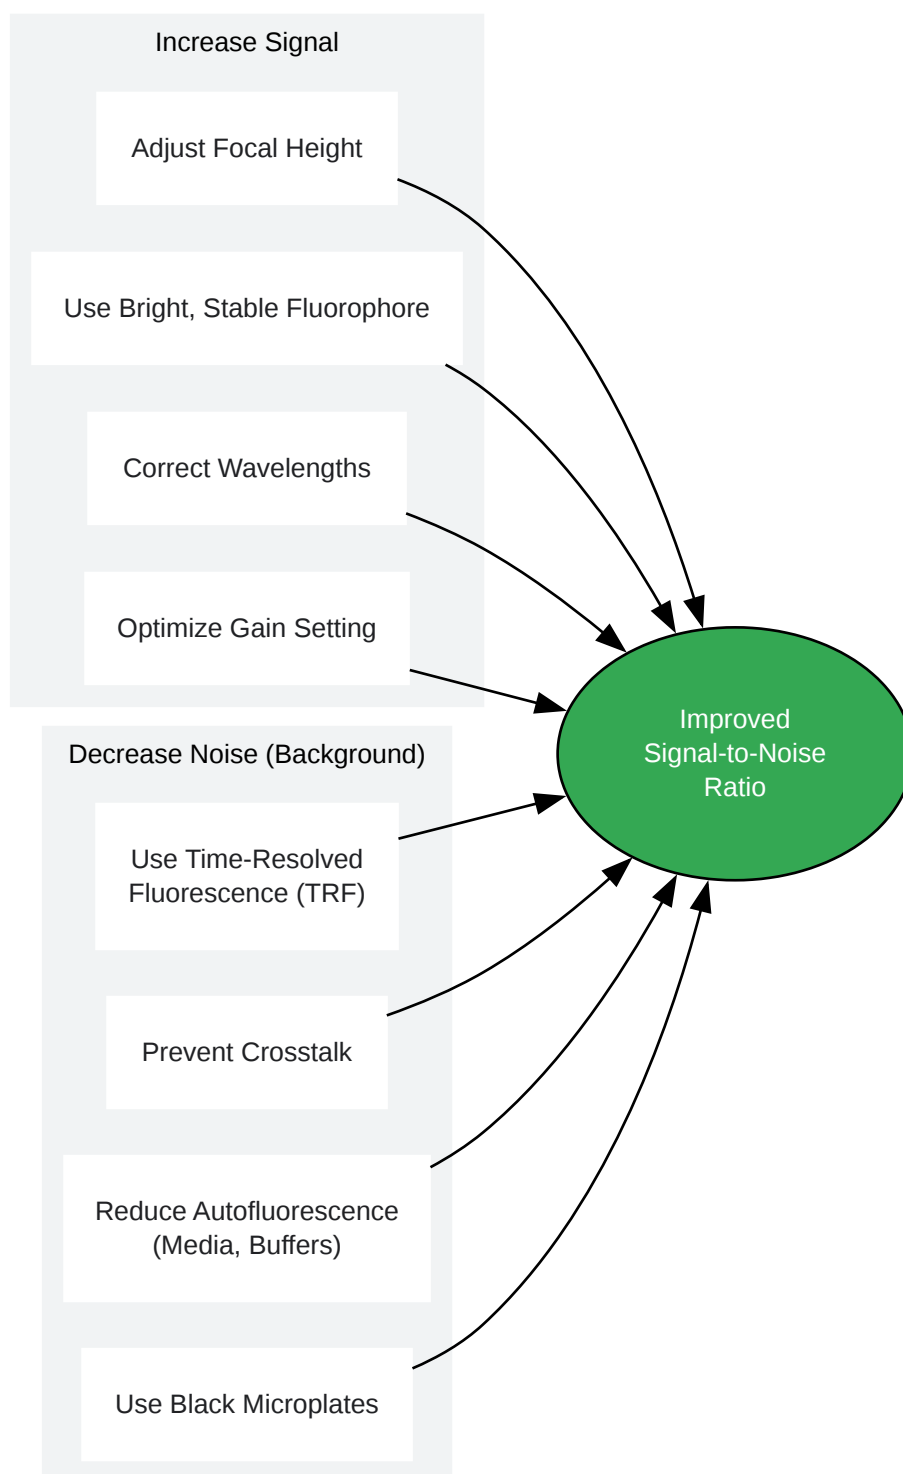 Increase Signal
Adjust Focal Height
Use Bright, Stable Fluorophore
Correct Wavelengths
Optimize Gain Setting
Improved
Signal-to-Noise
Ratio
Decrease Noise (Background)
Use Time-Resolved
Fluorescence (TRF)
Prevent Crosstalk
Reduce Autofluorescence
(Media, Buffers)
Use Black Microplates